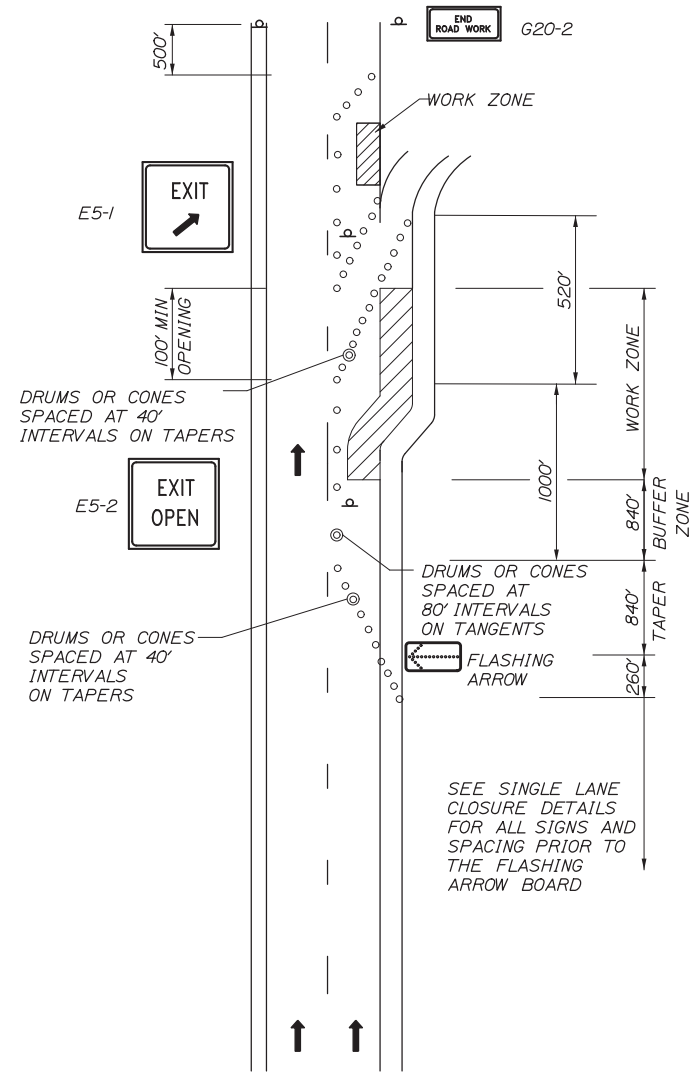 END
ROAD WORK
G20-2
500'
WORK ZONE
EXIT
E5-1
520'
100' MIN
OPENING
WORK ZONE
DRUMS OR CONES
SPACED AT 40'
INTERVALS ON TAPERS
EXIT
OPEN
E5-2
1000'
840'
BUFFER
ZONE
DRUMS OR CONES
SPACED AT
80' INTERVALS
ON TANGENTS
840'
TAPER
DRUMS OR CONES
SPACED AT 40'
INTERVALS
ON TAPERS
FLASHING
ARROW
260'
SEE SINGLE LANE
CLOSURE DETAILS
FOR ALL SIGNS AND
SPACING PRIOR TO
THE FLASHING
ARROW BOARD